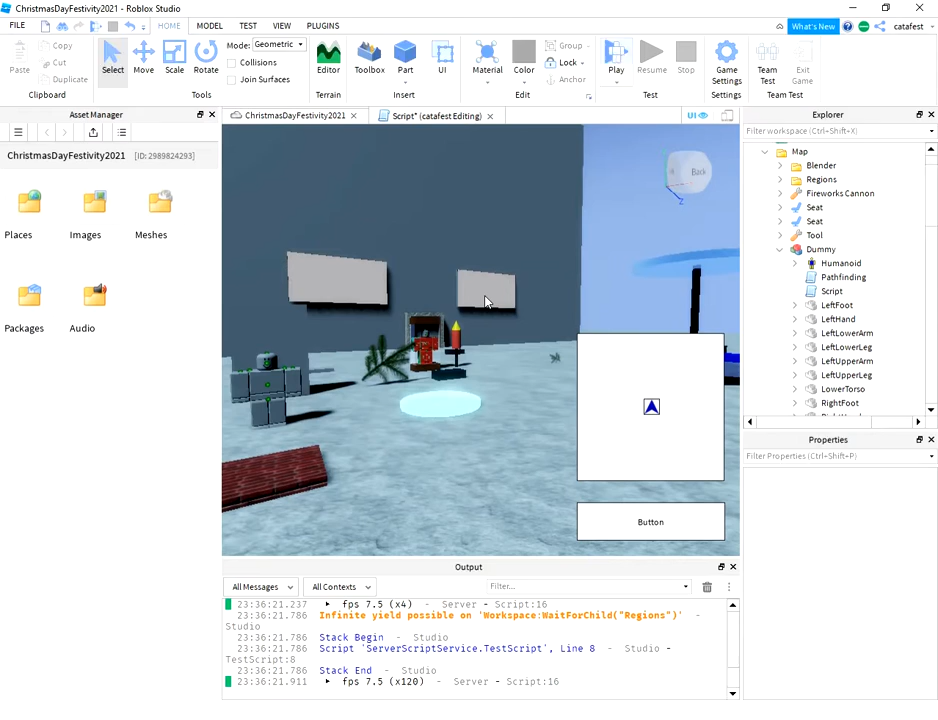 ChristmasDayFestivity2021 - Roblox Studio
FILE HOME MODEL TEST VIEW PLUGINS What's New catafest
Paste Copy Cut Duplicate Clipboard
Select Move Scale Rotate Mode: Geometric Collisions Join Surfaces Tools
Editor Terrain
Toolbox Part UI Insert
Material Color Group Lock Anchor Edit
Play Resume Stop Test
Game Settings Settings
Team Test Exit Game Team Test
Asset Manager
ChristmasDayFestivity2021 [ID: 2989824293]
Places Images Meshes
Packages Audio
ChristmasDayFestivity2021 Script* (catafest Editing) UI
Back
Z
Button
Explorer
Filter workspace (Ctrl+Shift+X)
Map
Blender
Regions
Fireworks Cannon
Seat
Seat
Tool
Dummy
Humanoid
Pathfinding
Script
LeftFoot
LeftHand
LeftLowerArm
LeftLowerLeg
LeftUpperArm
LeftUpperLeg
LowerTorso
RightFoot
Properties
Filter Properties (Ctrl+Shift+P)
Output
All Messages All Contexts Filter...
23:36:21.237 fps 7.5 (x4) - Server - Script:16
23:36:21.786 Infinite yield possible on 'Workspace:WaitForChild("Regions")' -
Studio
23:36:21.786 Stack Begin - Studio
23:36:21.786 Script 'ServerScriptService.TestScript', Line 8 - Studio -
TestScript:8
23:36:21.786 Stack End - Studio
23:36:21.911 fps 7.5 (x120) - Server - Script:16